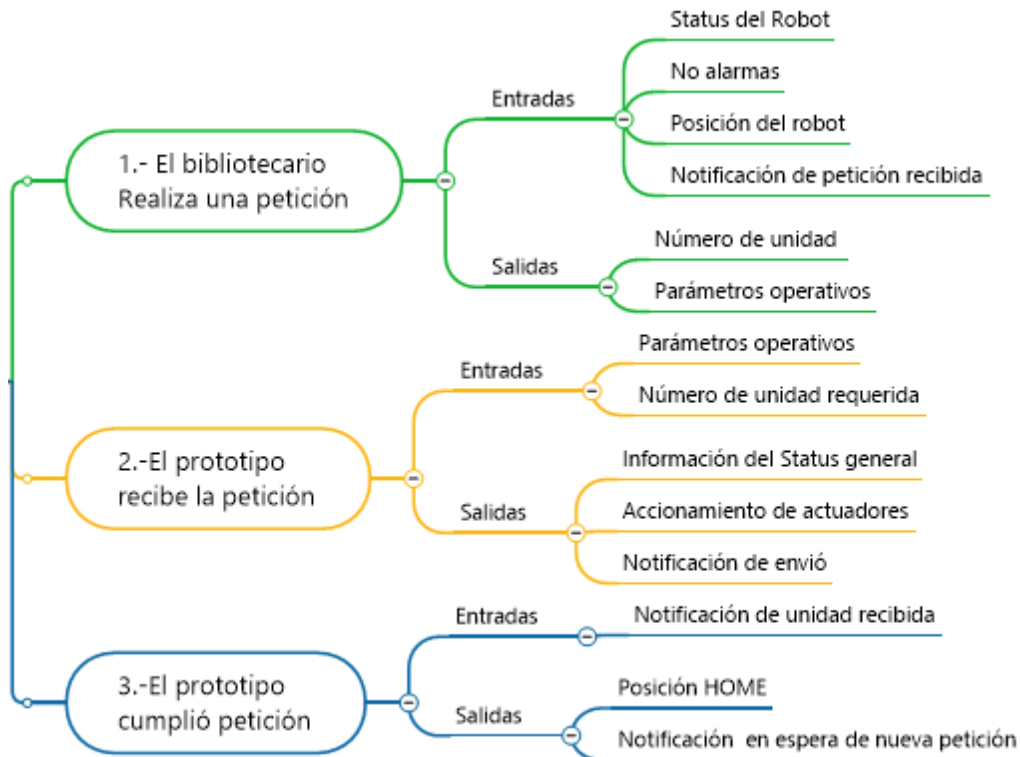 1.- El bibliotecario
Realiza una petición
Entradas
Status del Robot
No alarmas
Posición del robot
Notificación de petición recibida
Salidas
Número de unidad
Parámetros operativos
2.-El prototipo
recibe la petición
Entradas
Parámetros operativos
Número de unidad requerida
Salidas
Información del Status general
Accionamiento de actuadores
Notificación de envió
3.-El prototipo
cumplió petición
Entradas
Notificación de unidad recibida
Salidas
Posición HOME
Notificación en espera de nueva petición